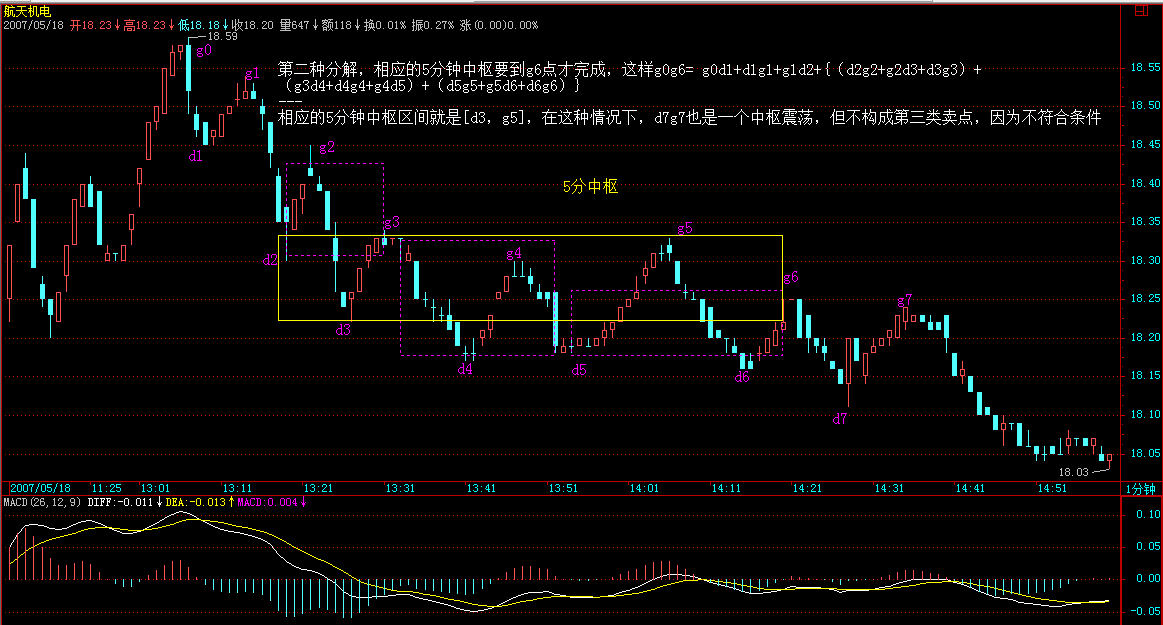 航天机电
2007/05/18 开18.23↓高18.23↓低18.18↓收18.20 量647↓额118↓换0.01% 振0.27% 涨(0.00)0.00%
18.59
g0
g1
第二种分解，相应的5分钟中枢要到g6点才完成，这样g0g6= g0d1+d1g1+g1d2+{（d2g2+g2d3+d3g3）+
（g3d4+d4g4+g4d5）+（d5g5+g5d6+d6g6）}
---
相应的5分钟中枢区间就是[d3，g5]，在这种情况下，d7g7也是一个中枢震荡，但不构成第三类卖点，因为不符合条件
d1
g2
5分中枢
g3
g5
d2
g4
g6
g7
d3
d4
d5
d6
d7
18.03
18.55
18.50
18.45
18.40
18.35
18.30
18.25
18.20
18.15
18.10
18.05
2007/05/18 11:25 13:01 13:11 13:21 13:31 13:41 13:51 14:01 14:11 14:21 14:31 14:41 14:51 1分钟
MACD(26,12,9) DIFF:-0.011↓DEA:-0.013↑MACD:0.004↓
0.10
0.05
0.00
-0.05